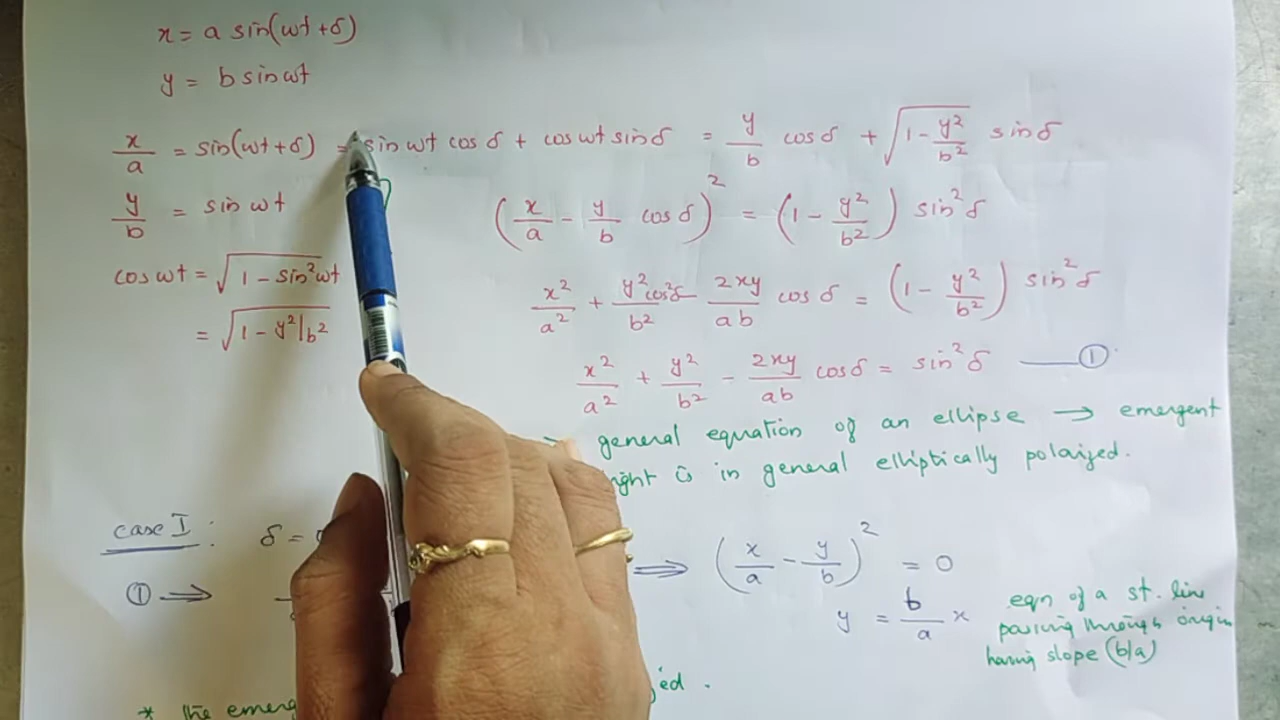 x = a sin(ωt + δ)
y = b sin ωt
x/a = sin(ωt + δ) = sin ωt cos δ + cos ωt sin δ = y/b cos δ + √(1 - y²/b²) sin δ
y/b = sin ωt
(x/a - y/b cos δ)² = (1 - y²/b²) sin²δ
cos ωt = √(1 - sin²ωt)
= √(1 - y²/b²)
x²/a² + y²cos²δ/b² - 2xy/ab cos δ = (1 - y²/b²) sin²δ
x²/a² + y²/b² - 2xy/ab cos δ = sin²δ —— ①
general equation of an ellipse → emergent
is in general elliptically polarized.
case I : δ =
① ⟹
⟹ (x/a - y/b)² = 0
y = b/a x
eqn of a st. line
passing through origin
having slope (b/a)
* The